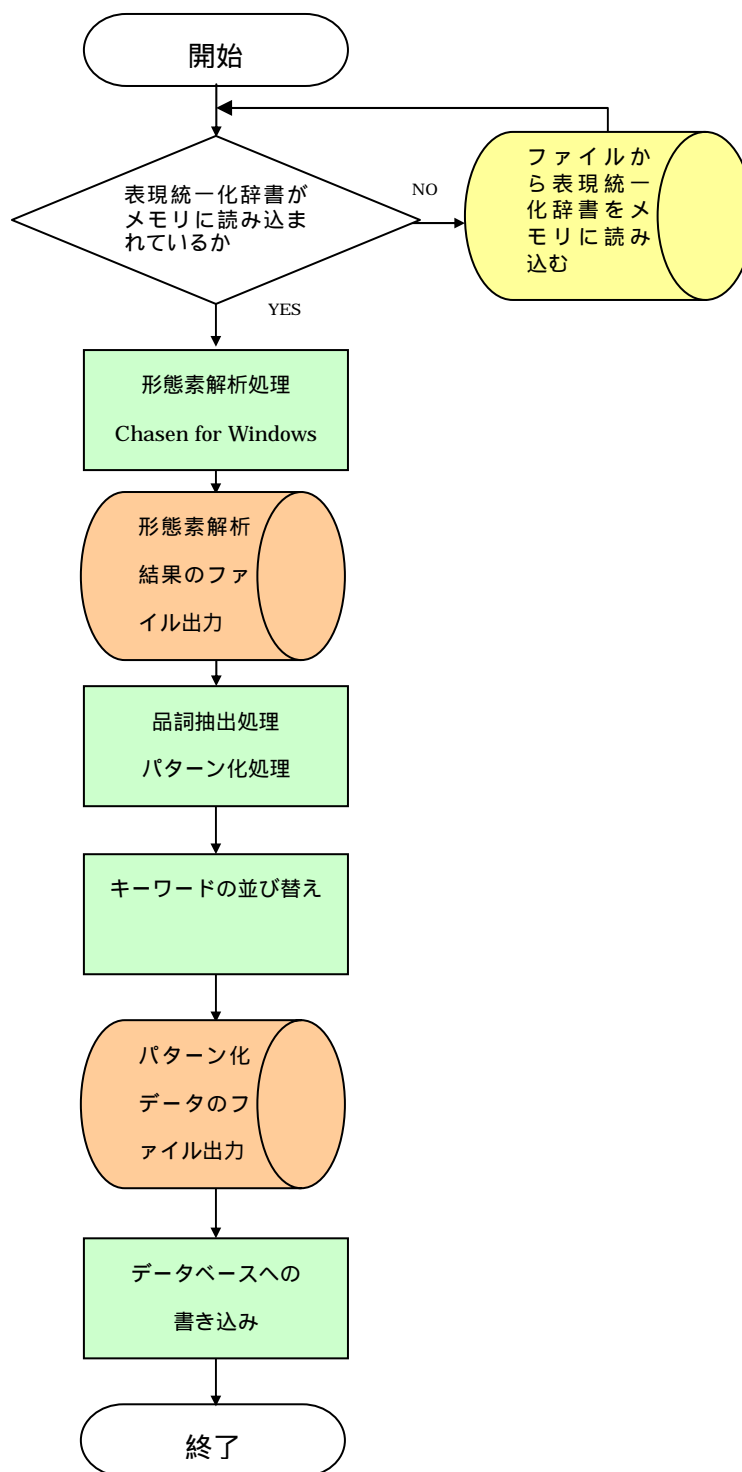 開始
表現統一化辞書が
メモリに読み込ま
れているか
NO
ファイルか
ら表現統一
化辞書をメ
モリに読み
込む
YES
形態素解析処理
Chasen for Windows
形態素解析
結果のファ
イル出力
品詞抽出処理
パターン化処理
キーワードの並び替え
パターン化
データのフ
ァイル出力
データベースへの
書き込み
終了